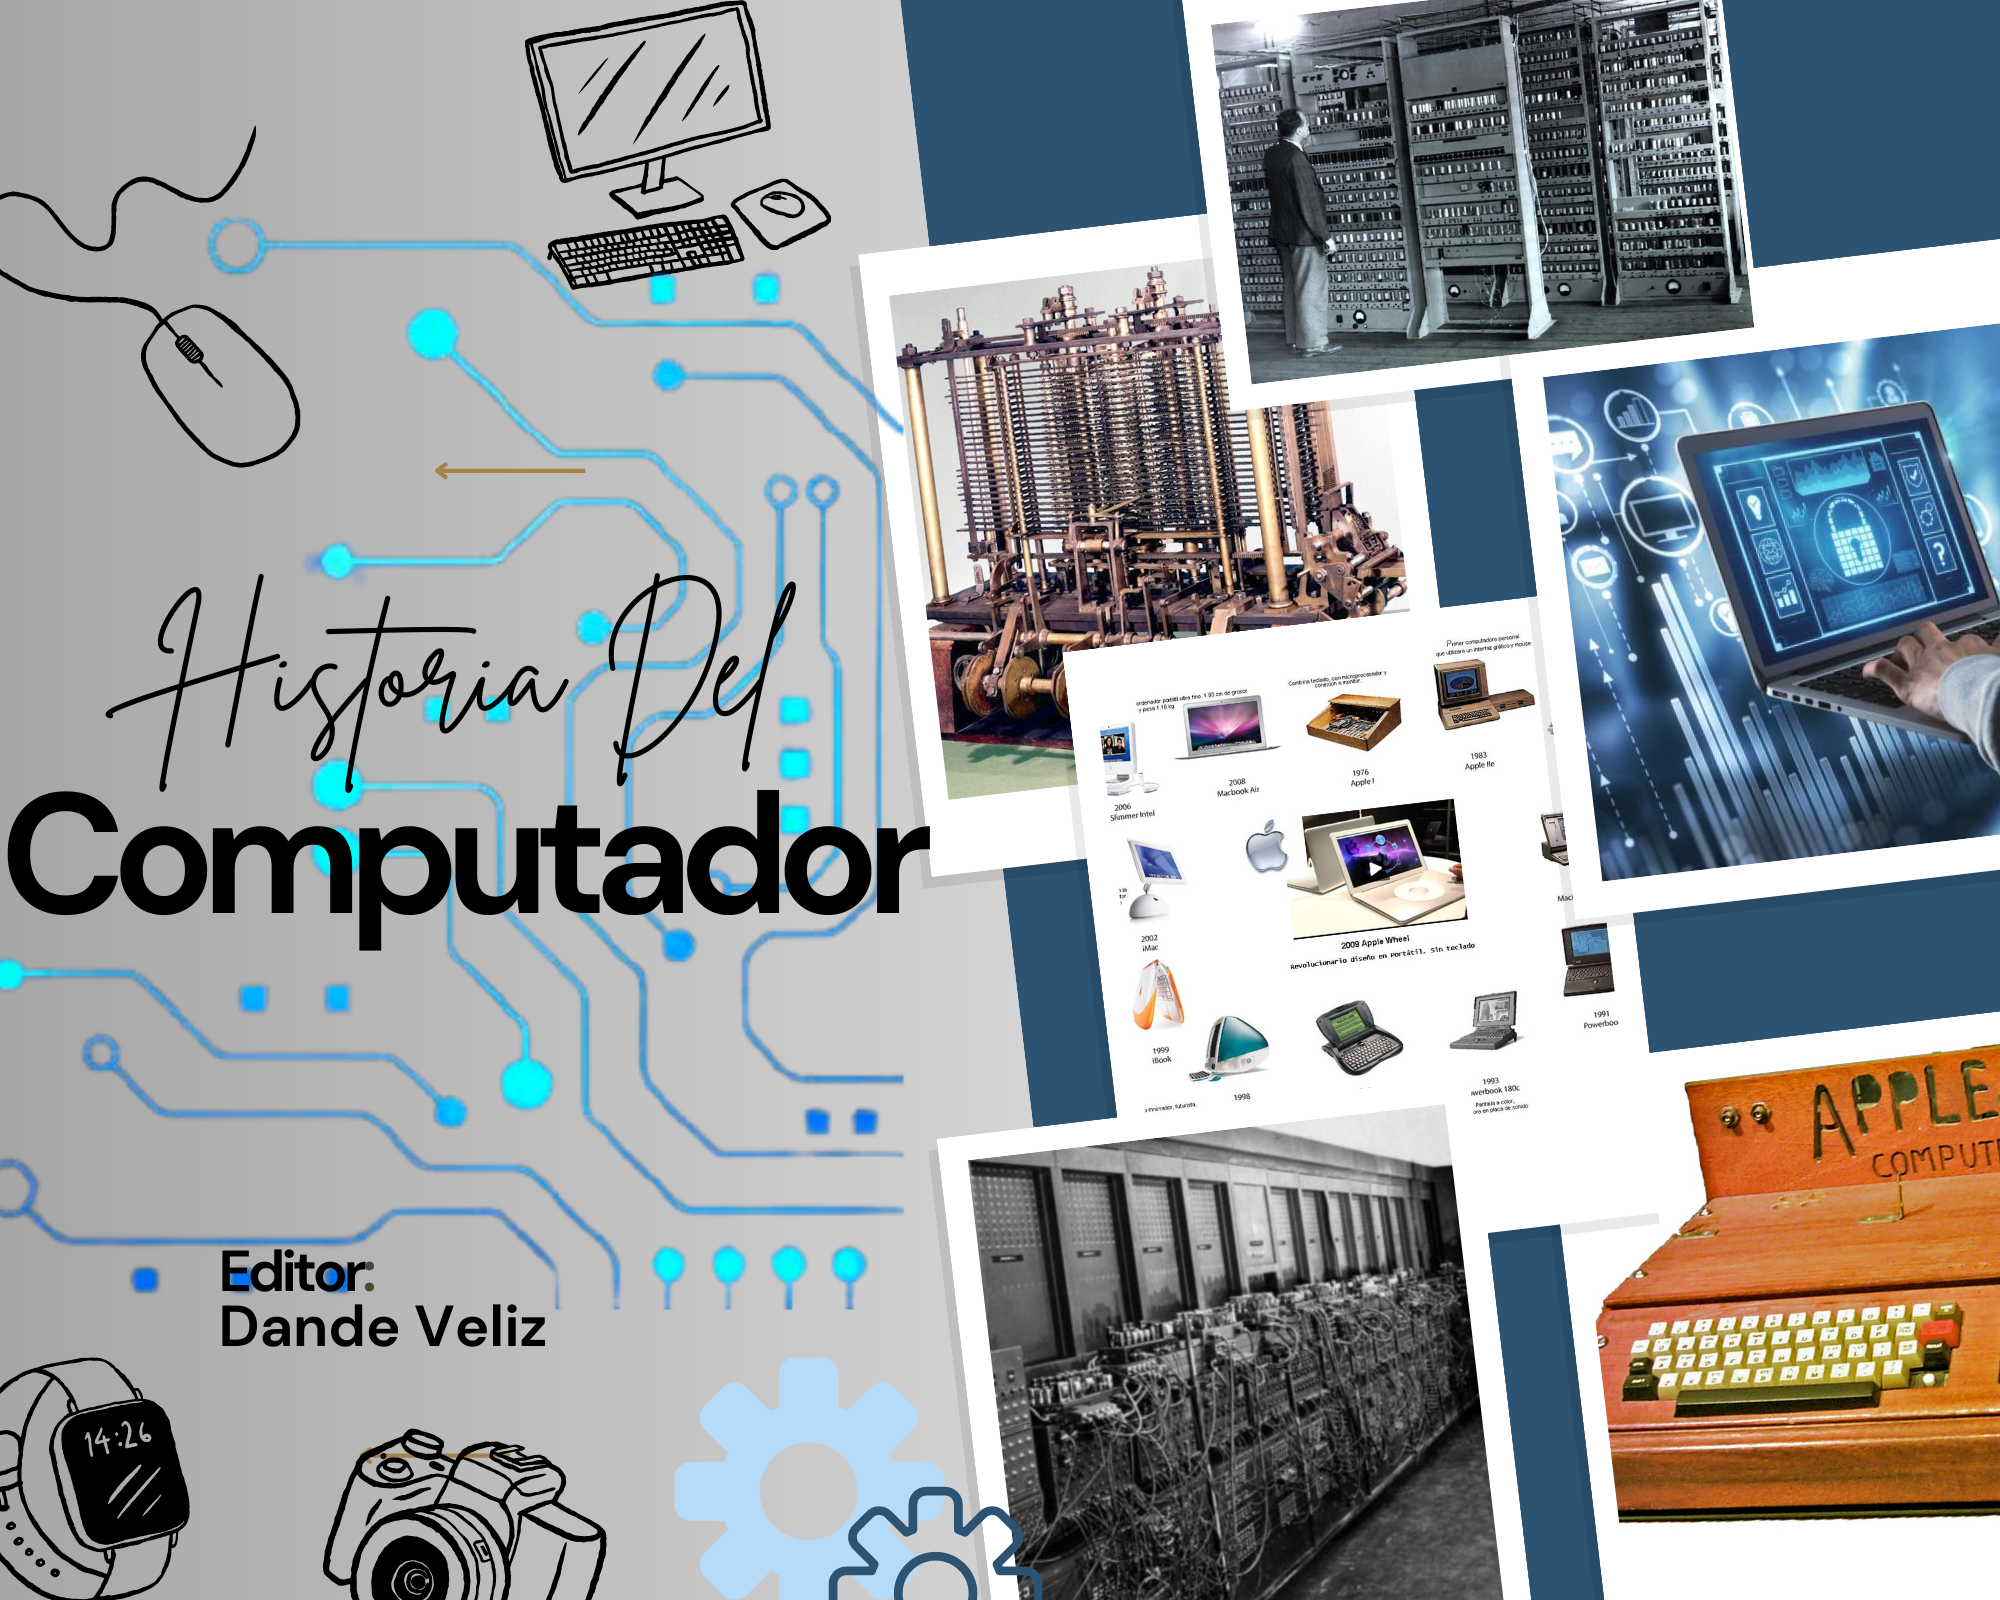 Historia Del
Computador
Editor:
Dande Veliz
14:26
Primer computadora personal
que utilizara un interfaz gráfico y mouse
Combina teclado, con microprocesador y
conexion a monitor.
ordenador portátil ultra fino. 1.93 cm de grosor
y pesa 1.15 kg
1983
Apple IIe
1976
Apple I
2008
Macbook Air
2006
Slimmer Intel
2009 Apple Wheel
Revolucionario diseño en Portátil. Sin teclado
2002
iMac
1999
iBook
1998
1991
Powerboo
1993
werbook 180c
Pantalla a color,
ora en placa de sonido
o innovador, futurista.
APPLE
COMPUT